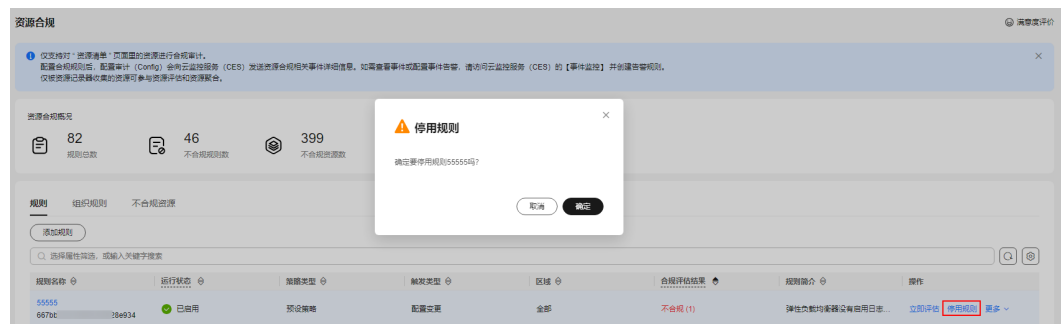 资源合规
满意度评价
仅支持对“资源清单”页面里的资源进行合规审计。
配置合规规则后，配置审计（Config）会向云监控服务（CES）发送资源合规相关事件详细信息。如需查看事件或配置事件告警，请访问云监控服务（CES）的【事件监控】并创建告警规则。
仅被资源记录器收集的资源可参与资源评估和资源聚合。
资源合规概况
82
规则总数
46
不合规规则数
399
不合规资源数
停用规则
确定要停用规则55555吗?
取消 确定
规则 组织规则 不合规资源
添加规则
选择属性筛选，或输入关键字搜索
规则名称 运行状态 策略类型 触发类型 区域 合规评估结果 规则简介 操作
55555
已启用 预设策略 配置变更 全部 不合规 (1) 弹性负载均衡器没有启用日志... 立即评估 停用规则 更多